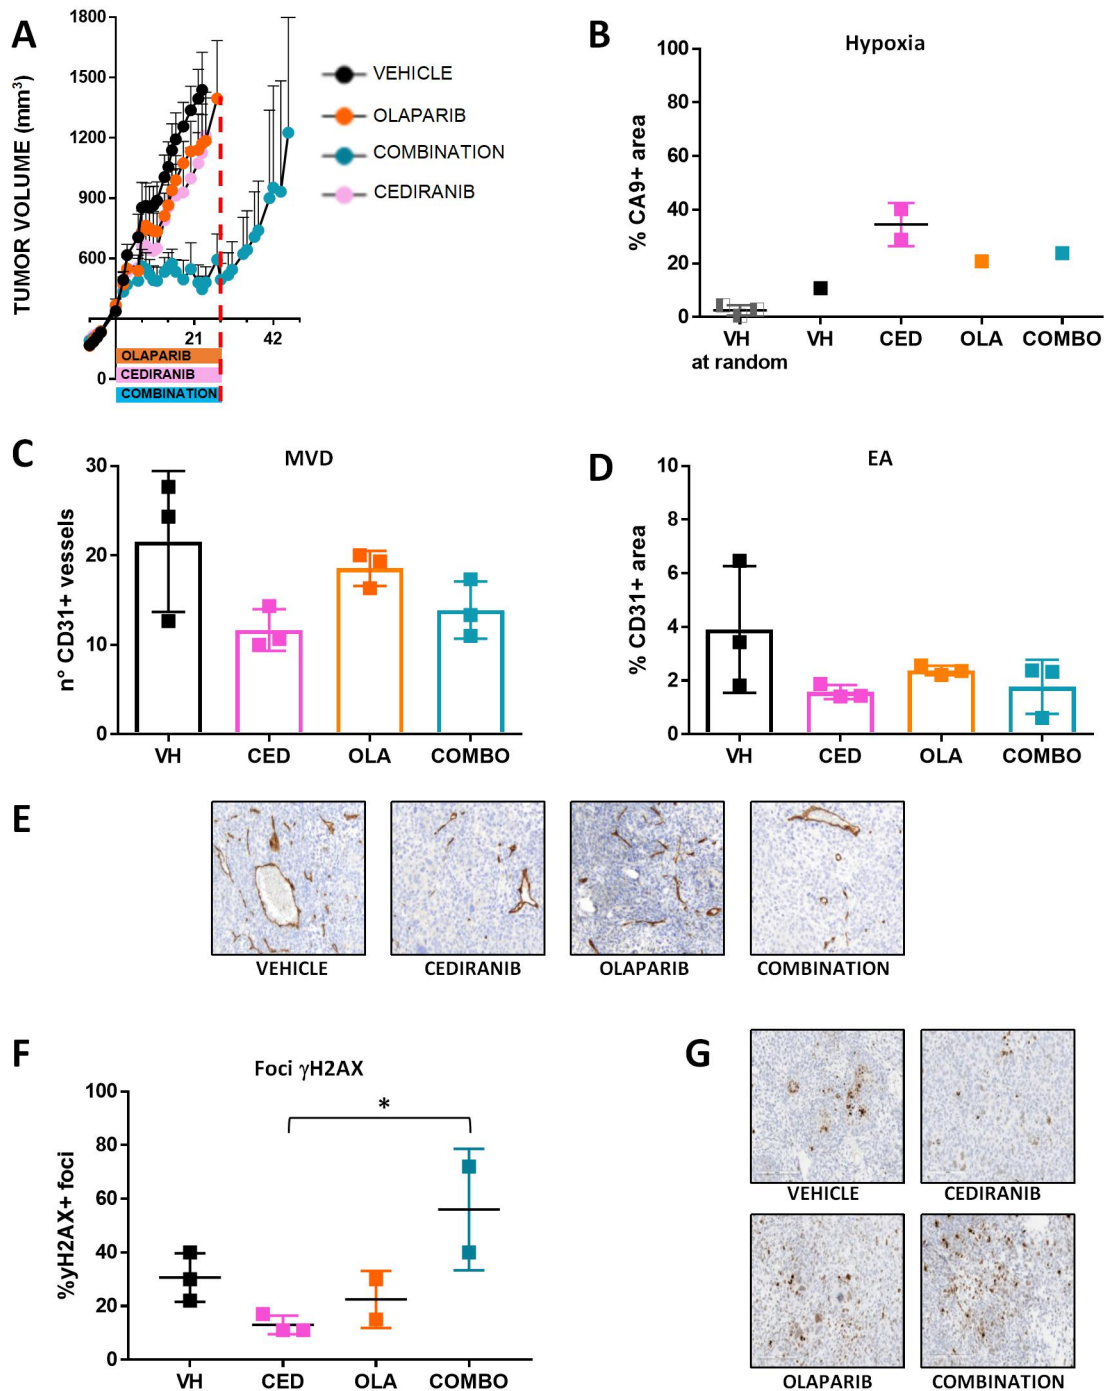 A
1800
1500
1200
900
600
0
TUMOR VOLUME (mm³)
21
42
OLAPARIB
CEDIRANIB
COMBINATION
VEHICLE
OLAPARIB
COMBINATION
CEDIRANIB
B
Hypoxia
% CA9+ area
100
80
60
40
20
0
VH
at random
VH
CED
OLA
COMBO
C
MVD
n° CD31+ vessels
30
20
10
0
VH
CED
OLA
COMBO
D
EA
% CD31+ area
10
8
6
4
2
0
VH
CED
OLA
COMBO
E
VEHICLE
CEDIRANIB
OLAPARIB
COMBINATION
F
Foci γH2AX
%yH2AX+ foci
100
80
60
40
20
0
*
VH
CED
OLA
COMBO
G
VEHICLE
CEDIRANIB
OLAPARIB
COMBINATION